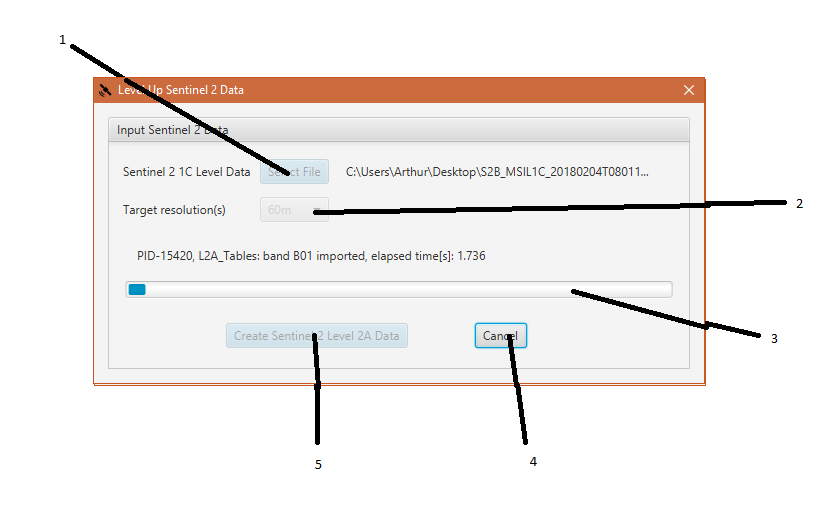 1
Level Up Sentinel 2 Data
Input Sentinel 2 Data
Sentinel 2 1C Level Data Select File C:\Users\Arthur\Desktop\S2B_MSIL1C_20180204T08011...
Target resolution(s) 60m 2
PID-15420, L2A_Tables: band B01 imported, elapsed time[s]: 1.736
3
Create Sentinel 2 Level 2A Data Cancel
5 4